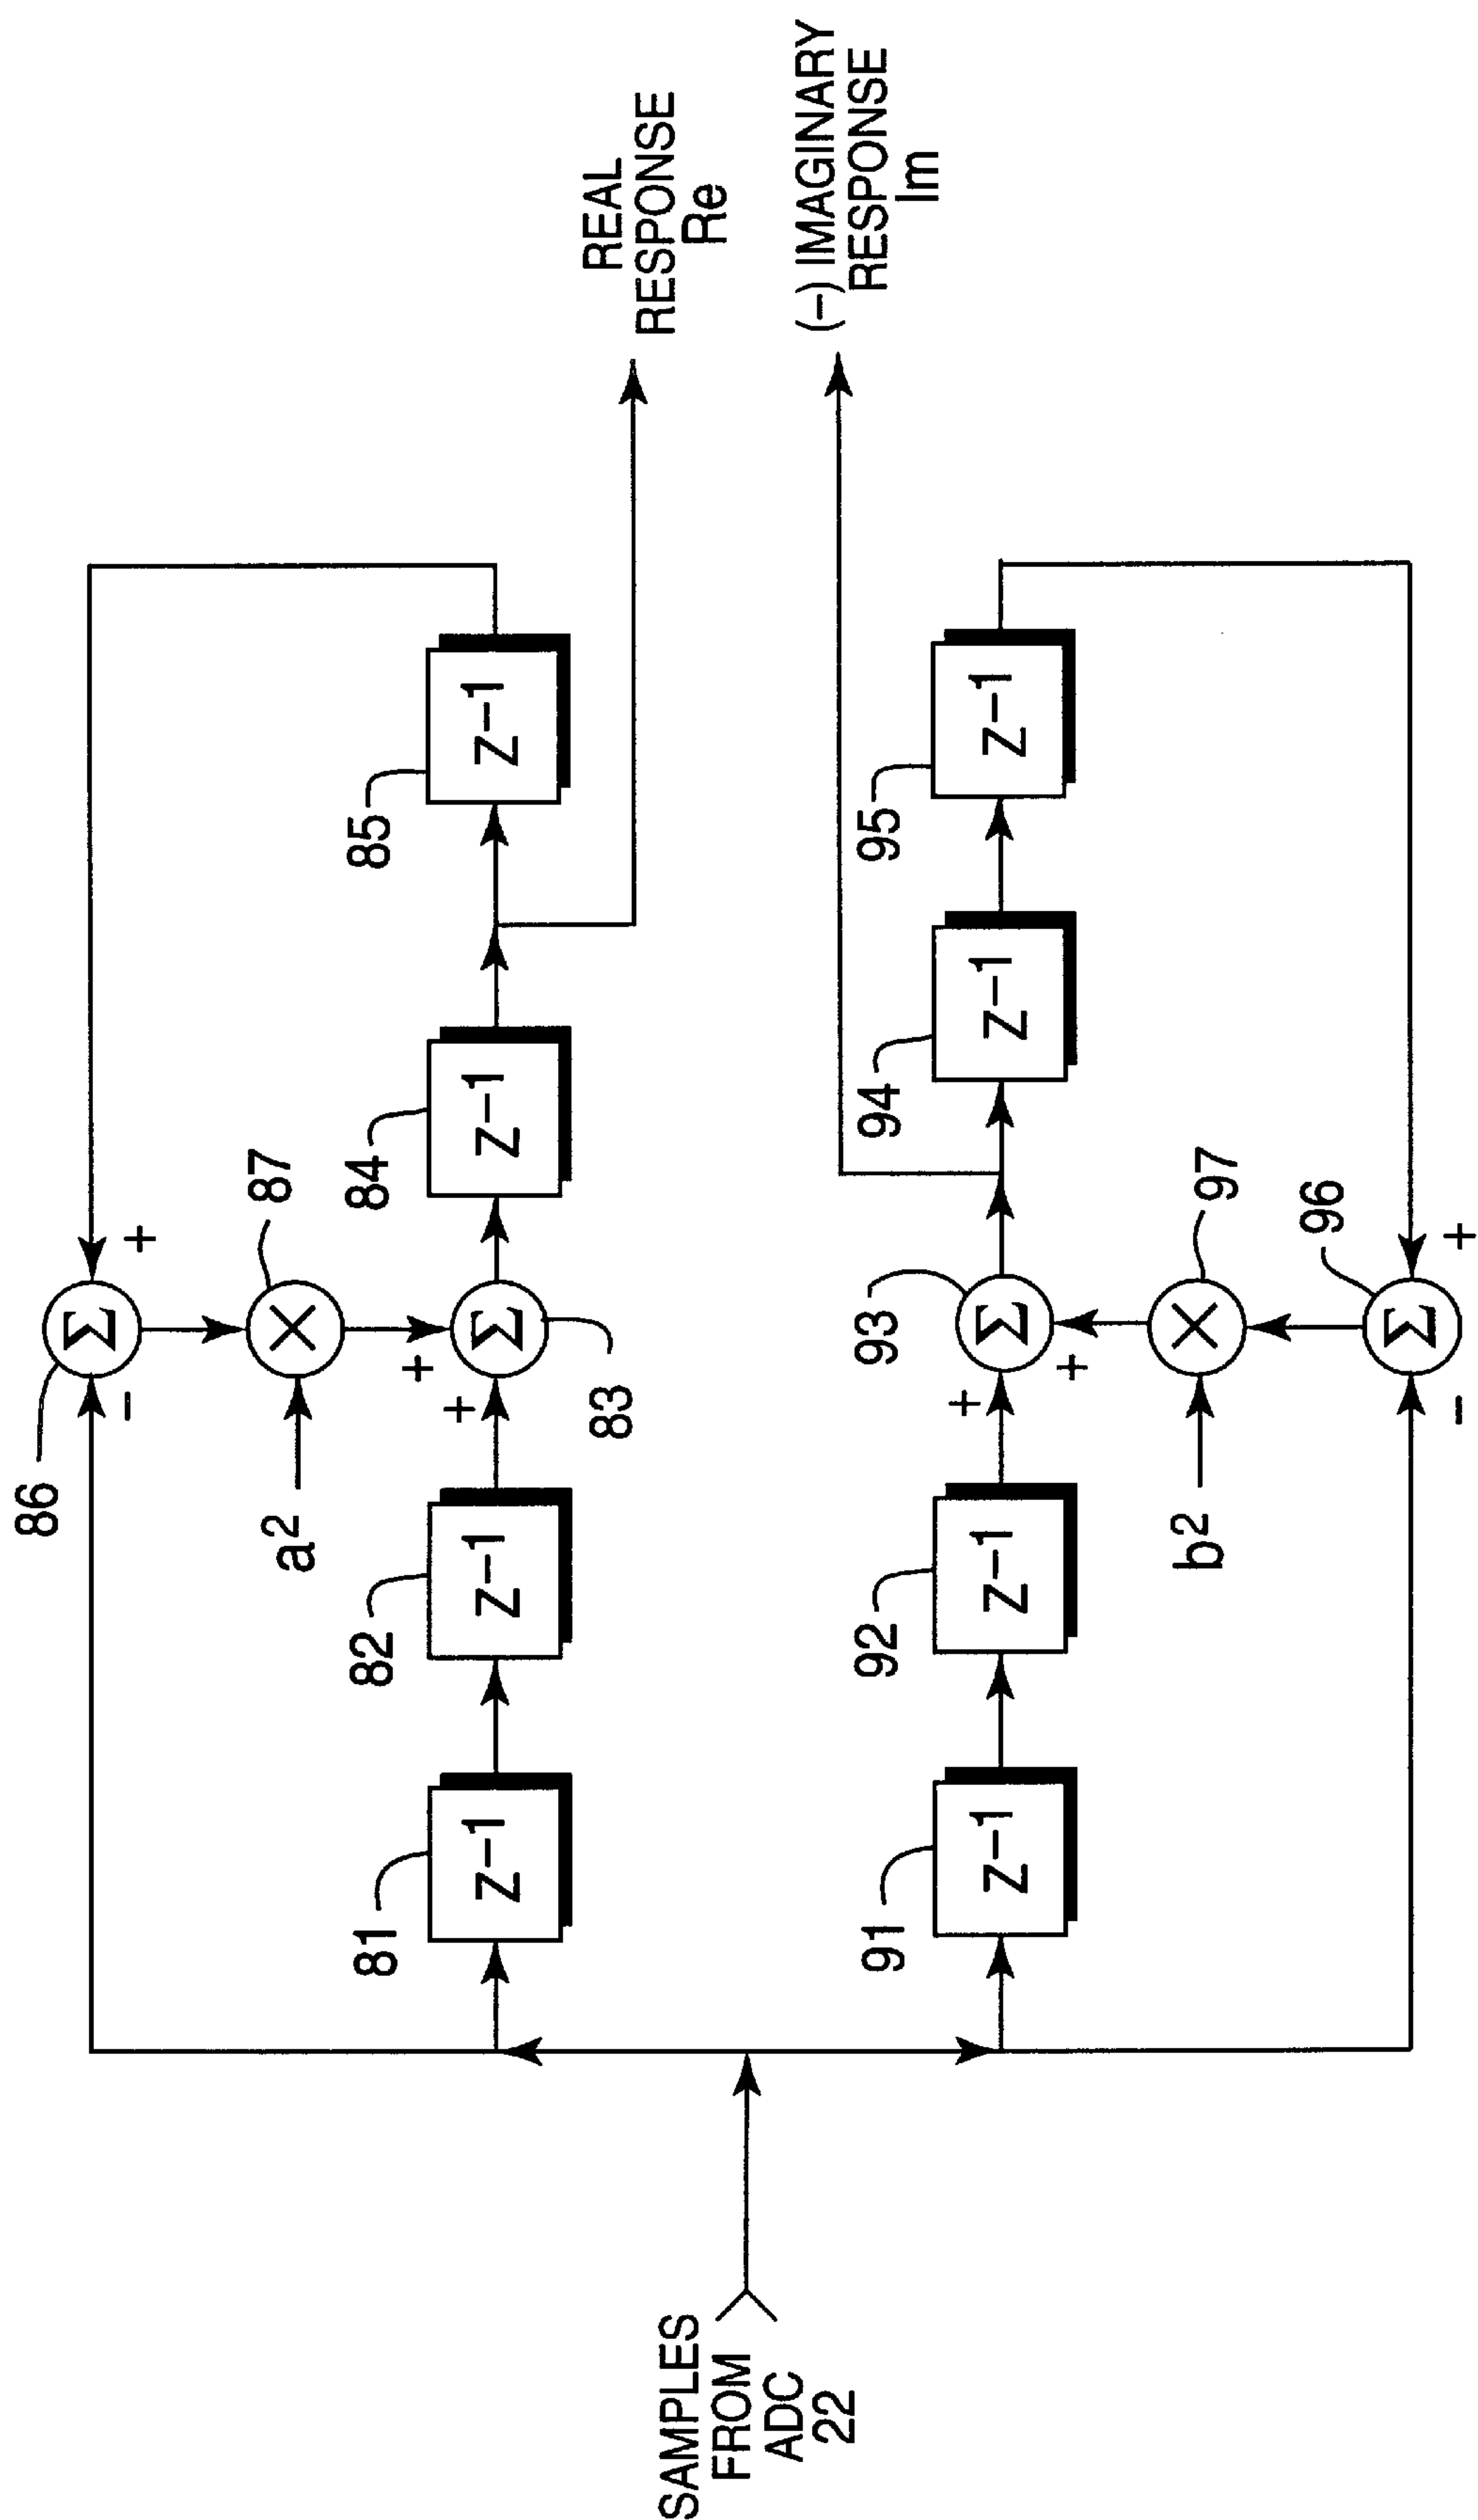 SAMPLES
FROM
ADC
22
86
-
+
a²
87
81
z-1
82
z-1
+
+
Σ
Σ
×
83
84
z-1
85
z-1
REAL
RESPONSE
Re
(-) IMAGINARY
RESPONSE
Im
91
z-1
92
z-1
93
+
+
Σ
94
z-1
95
z-1
b²
×
97
96
Σ
-
+